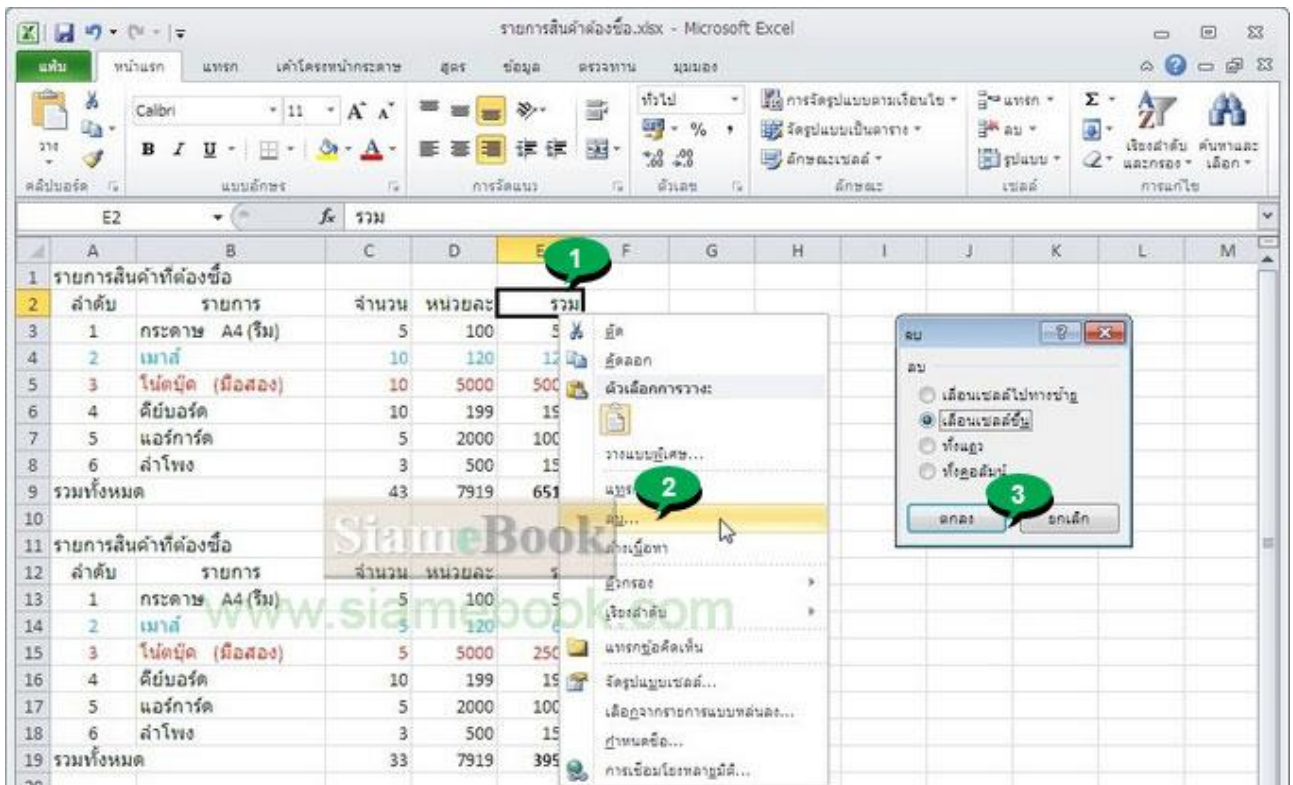 รายการสินค้าต้องซื้อ.xlsx - Microsoft Excel
แฟ้ม หน้าแรก แทรก เค้าโครงหน้ากระดาษ สูตร ข้อมูล ตรวจทาน มุมมอง
Calibri 11 ทั่วไป การจัดรูปแบบตามเงื่อนไข แทรก
วาง B I U % จัดรูปแบบเป็นตาราง ลบ เรียงลำดับและกรอง ค้นหาและเลือก
ลักษณะเซลล์ รูปแบบ
คลิปบอร์ด แบบอักษร การจัดแนว ตัวเลข ลักษณะ เซลล์ การแก้ไข
E2 fx รวม
A B C D E F G H I J K L M
1 รายการสินค้าที่ต้องซื้อ
2 ลำดับ รายการ จำนวน หน่วยละ รวม
3 1 กระดาษ A4 (รีม) 5 100 5
4 2 เมาส์ 10 120 12
5 3 โน้ตบุ๊ค (มือสอง) 10 5000 500
6 4 คีย์บอร์ด 10 199 19
7 5 แลร์การ์ด 5 2000 100
8 6 ลำโพง 3 500 15
9 รวมทั้งหมด 43 7919 651
10
11 รายการสินค้าที่ต้องซื้อ
12 ลำดับ รายการ จำนวน หน่วยละ
13 1 กระดาษ A4 (รีม) 5 100 5
14 2 เมาส์ 5 120 6
15 3 โน้ตบุ๊ค (มือสอง) 5 5000 250
16 4 คีย์บอร์ด 10 199 19
17 5 แลร์การ์ด 5 2000 100
18 6 ลำโพง 3 500 15
19 รวมทั้งหมด 33 7919 395
1
ตัด
คัดลอก
ตัวเลือกการวาง:
วางแบบพิเศษ...
2
ลบ...
ล้างเนื้อหา
ตัวกรอง
เรียงลำดับ
แทรกข้อคิดเห็น
จัดรูปแบบเซลล์...
เลือกจากรายการแบบหล่นลง...
กำหนดชื่อ...
การเชื่อมโยงหลายมิติ...
ลบ
ลบ
เลื่อนเซลล์ไปทางซ้าย
เลื่อนเซลล์ขึ้น
ทั้งแถว
ทั้งคอลัมน์
3
ตกลง ยกเลิก
SiameBook
www.siamebook.com